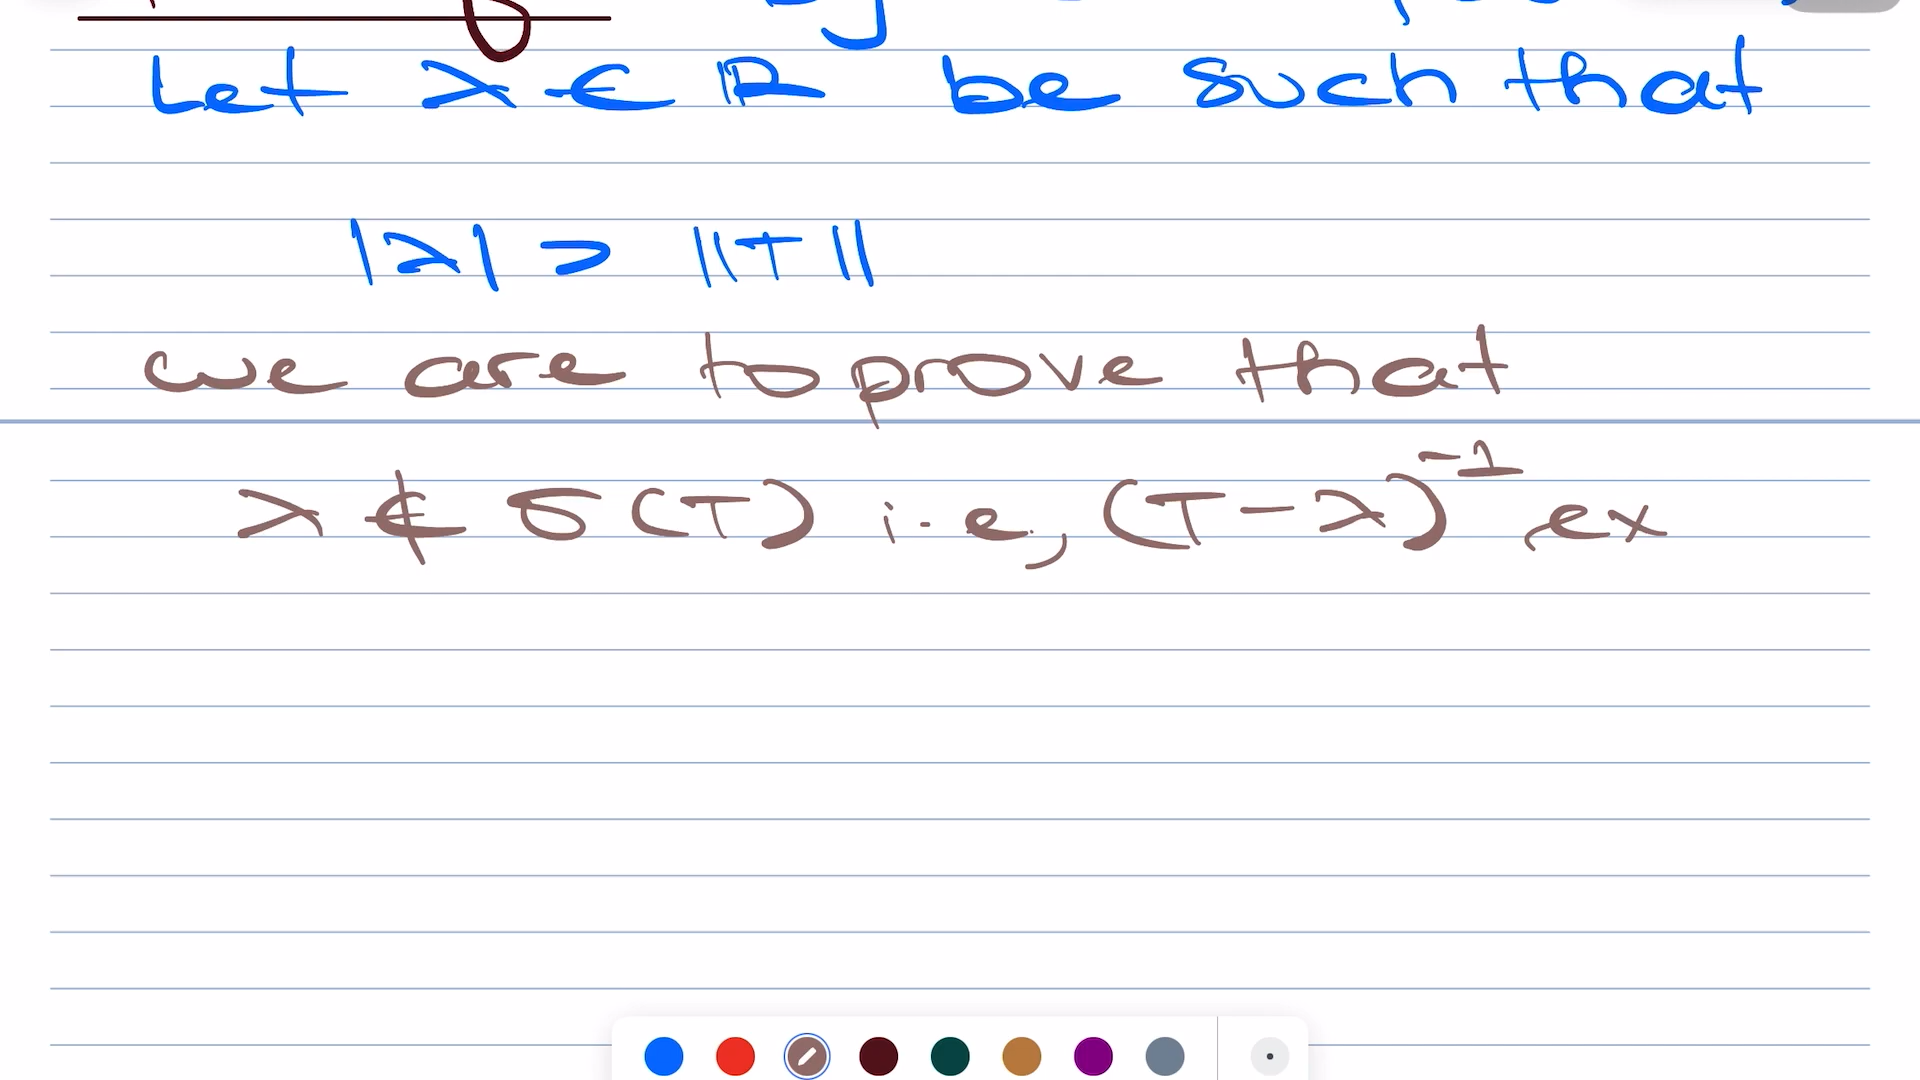 Let λ ∈ R be such that
|λ| > ||T||
we are to prove that
λ ∉ σ(T) i.e., (T-λ)⁻¹ ex